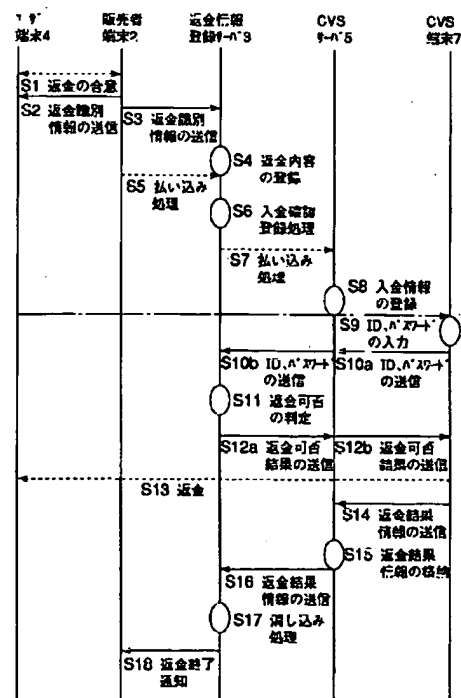 ユーザ
端末4
販売者
端末2
返金情報
登録サーバ3
CVS
サーバ5
CVS
端末7
S1 返金の合意
S2 返金識別
情報の送信
S3 返金識別
情報の送信
S4 返金内容
の登録
S5 払い込み
処理
S6 入金確認
登録処理
S7 払い込み
処理
S8 入金情報
の登録
S9 ID、パスワード
の入力
S10b ID、パスワード
の送信
S10a ID、パスワード
の送信
S11 返金可否
の判定
S12a 返金可否
結果の送信
S12b 返金可否
結果の送信
S13 返金
S14 返金結果
情報の送信
S15 返金結果
情報の格納
S16 返金結果
情報の送信
S17 消し込み
処理
S18 返金終了
通知